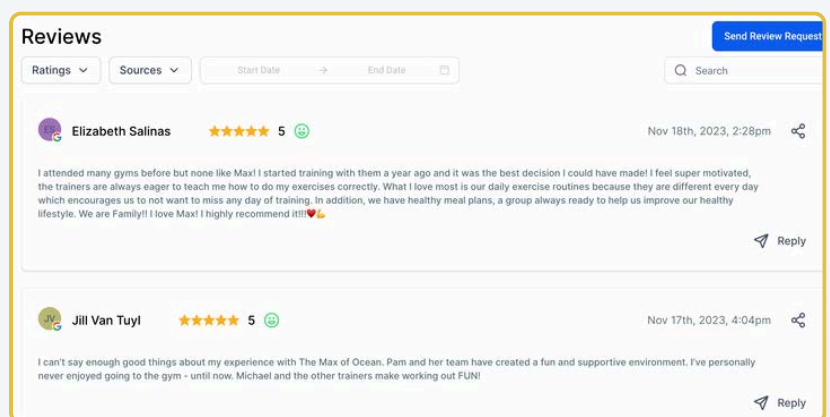 Reviews
Send Review Request
Ratings
Sources
Start Date
End Date
Search
ES
Elizabeth Salinas
5
Nov 18th, 2023, 2:28pm
I attended many gyms before but none like Max! I started training with them a year ago and it was the best decision I could have made! I feel super motivated,
the trainers are always eager to teach me how to do my exercises correctly. What I love most is our daily exercise routines because they are different every day
which encourages us to not want to miss any day of training. In addition, we have healthy meal plans, a group always ready to help us improve our healthy
lifestyle. We are Family!! I love Max! I highly recommend it!!!❤️💪
Reply
JV
Jill Van Tuyl
5
Nov 17th, 2023, 4:04pm
I can't say enough good things about my experience with The Max of Ocean. Pam and her team have created a fun and supportive environment. I've personally
never enjoyed going to the gym - until now. Michael and the other trainers make working out FUN!
Reply